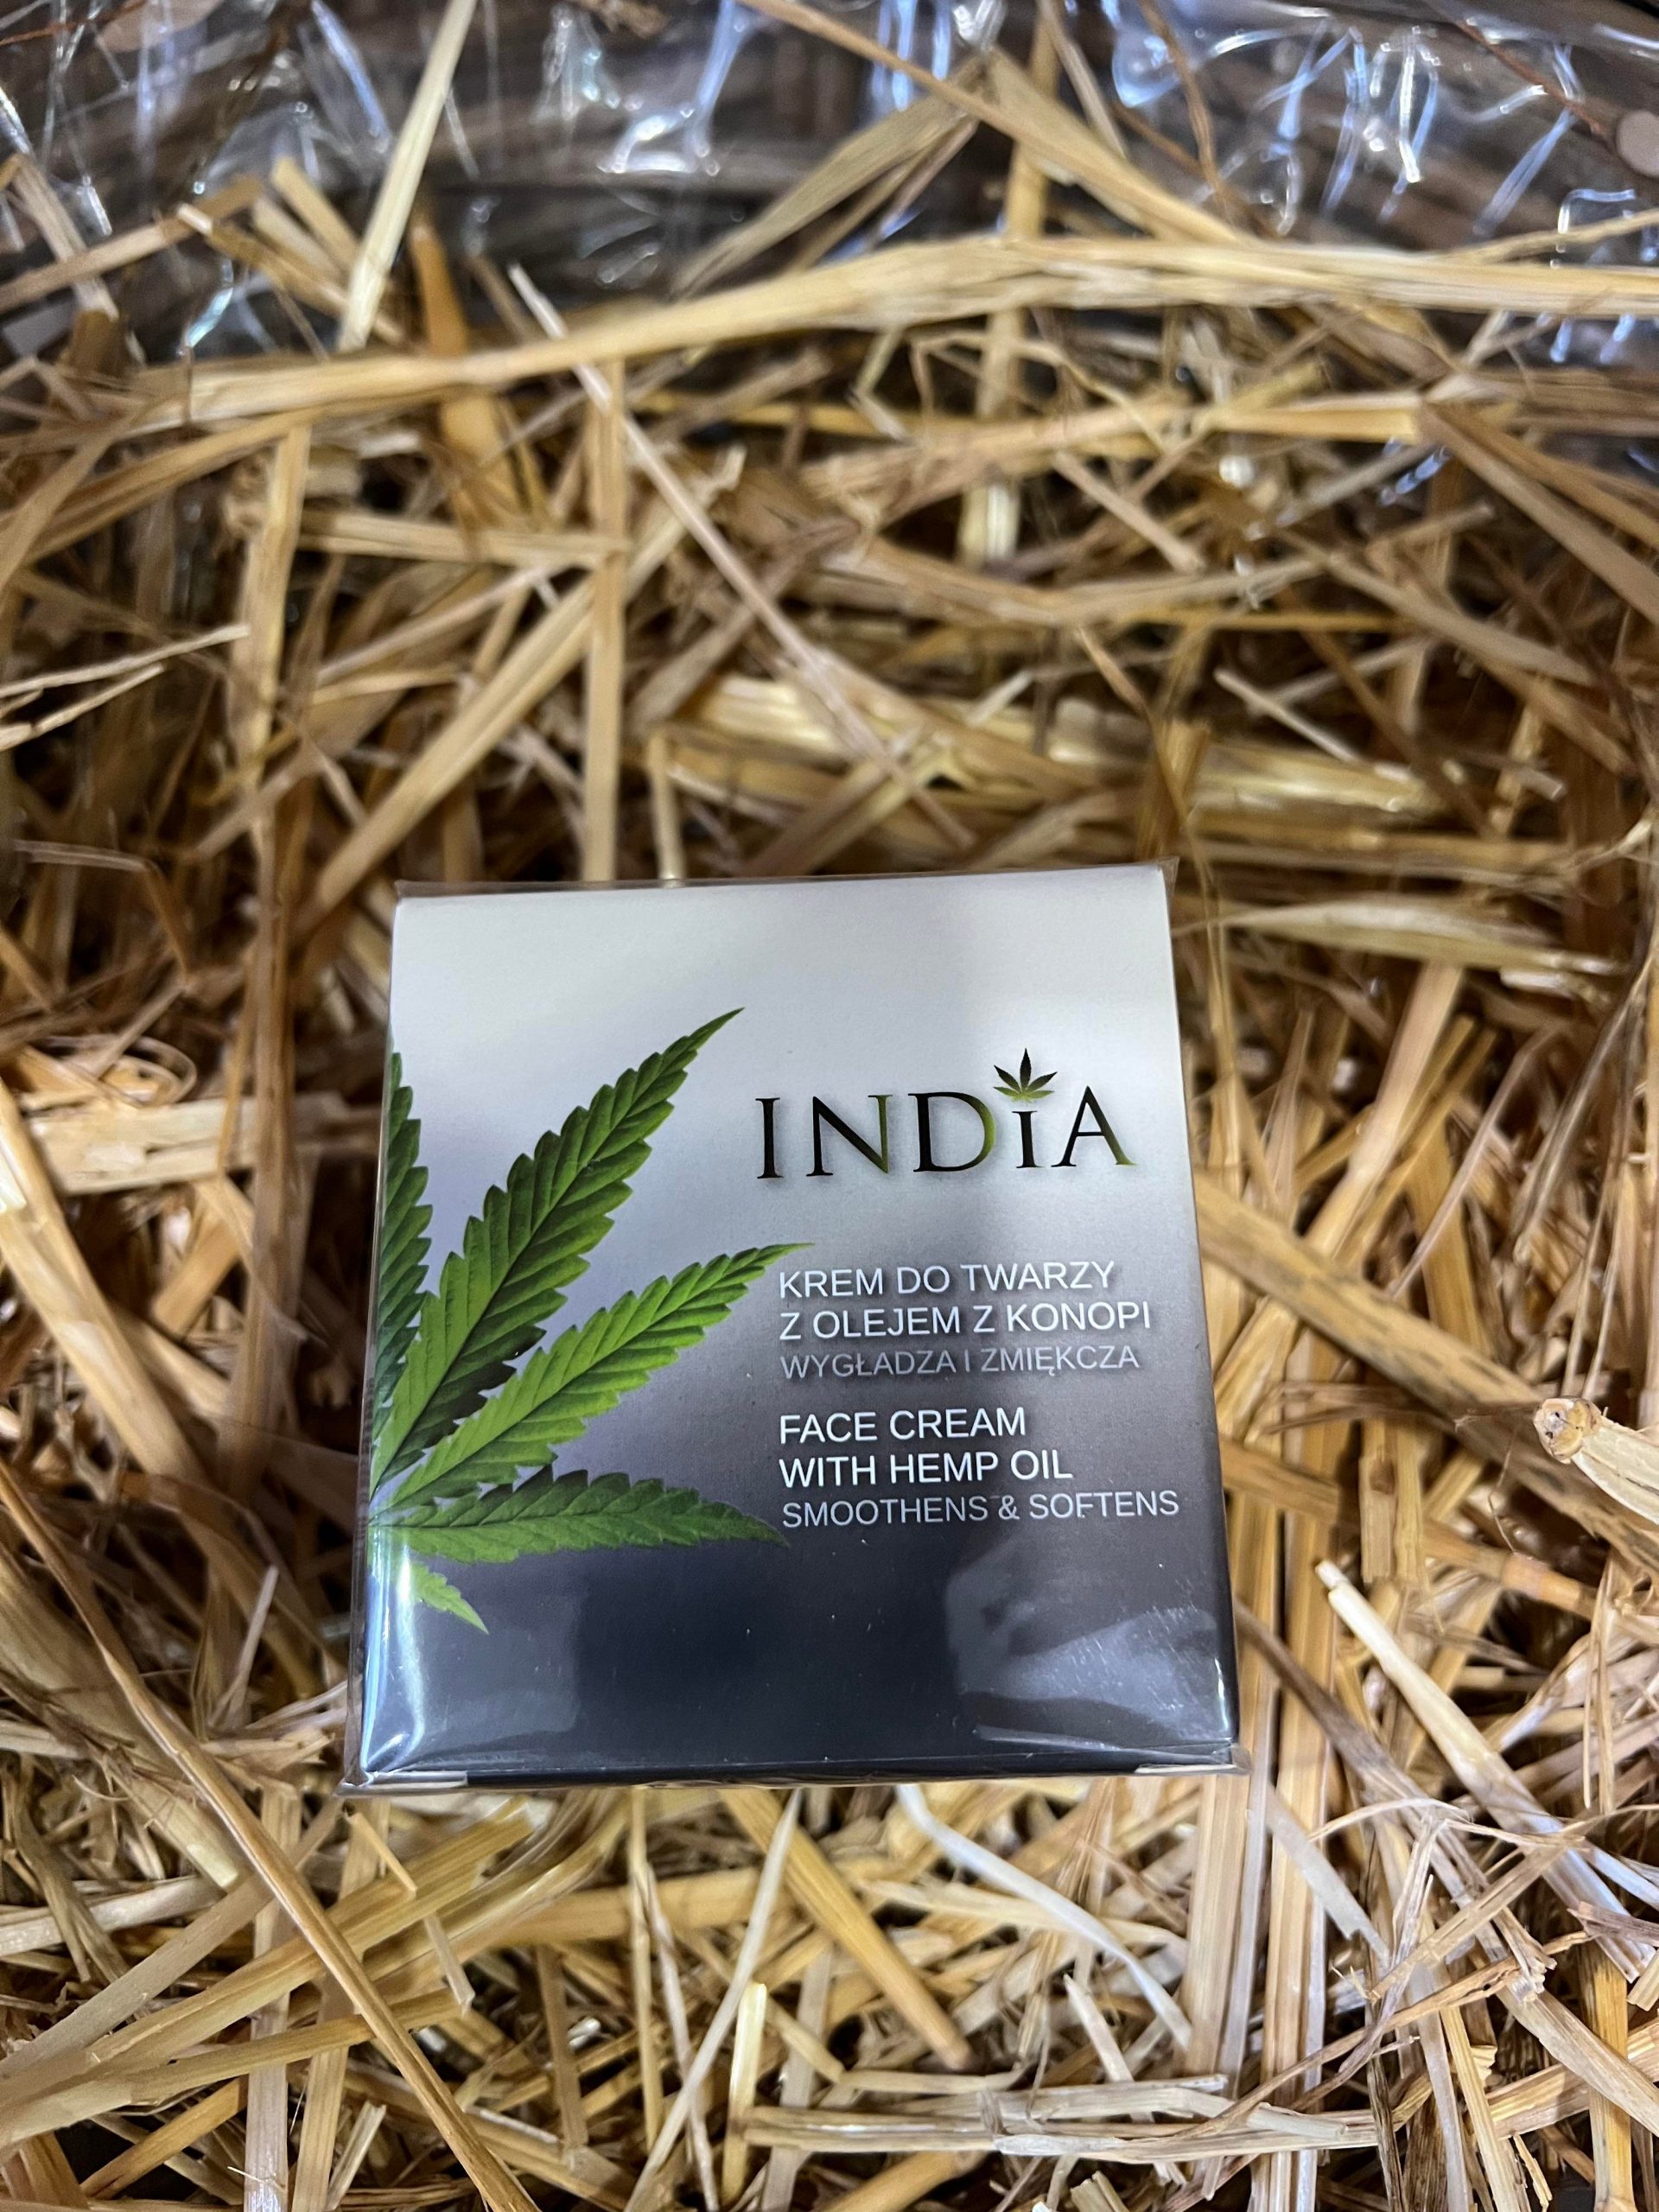 INDiA
KREM DO TWARZY
Z OLEJEM Z KONOPI
WYGŁADZA I ZMIĘKCZA
FACE CREAM
WITH HEMP OIL
SMOOTHENS & SOFTENS